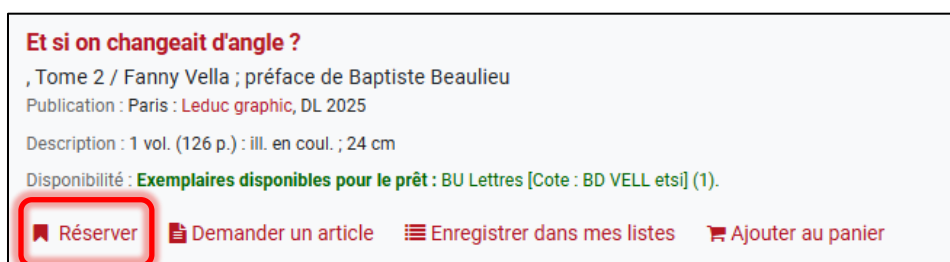 Et si on changeait d'angle ?
, Tome 2 / Fanny Vella ; préface de Baptiste Beaulieu
Publication : Paris : Leduc graphic, DL 2025
Description : 1 vol. (126 p.) : ill. en coul. ; 24 cm
Disponibilité : Exemplaires disponibles pour le prêt : BU Lettres [Cote : BD VELL etsi] (1).
Réserver Demander un article Enregistrer dans mes listes Ajouter au panier